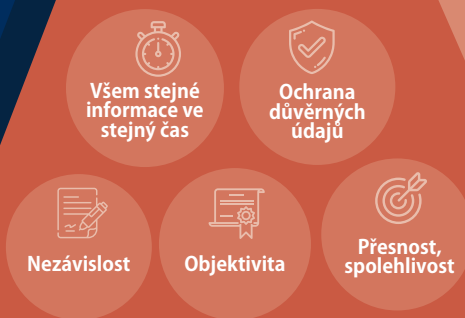 Všem stejné
informace ve
stejný čas
Ochrana
důvěrných
údajů
Nezávislost
Objektivita
Přesnost,
spolehlivost